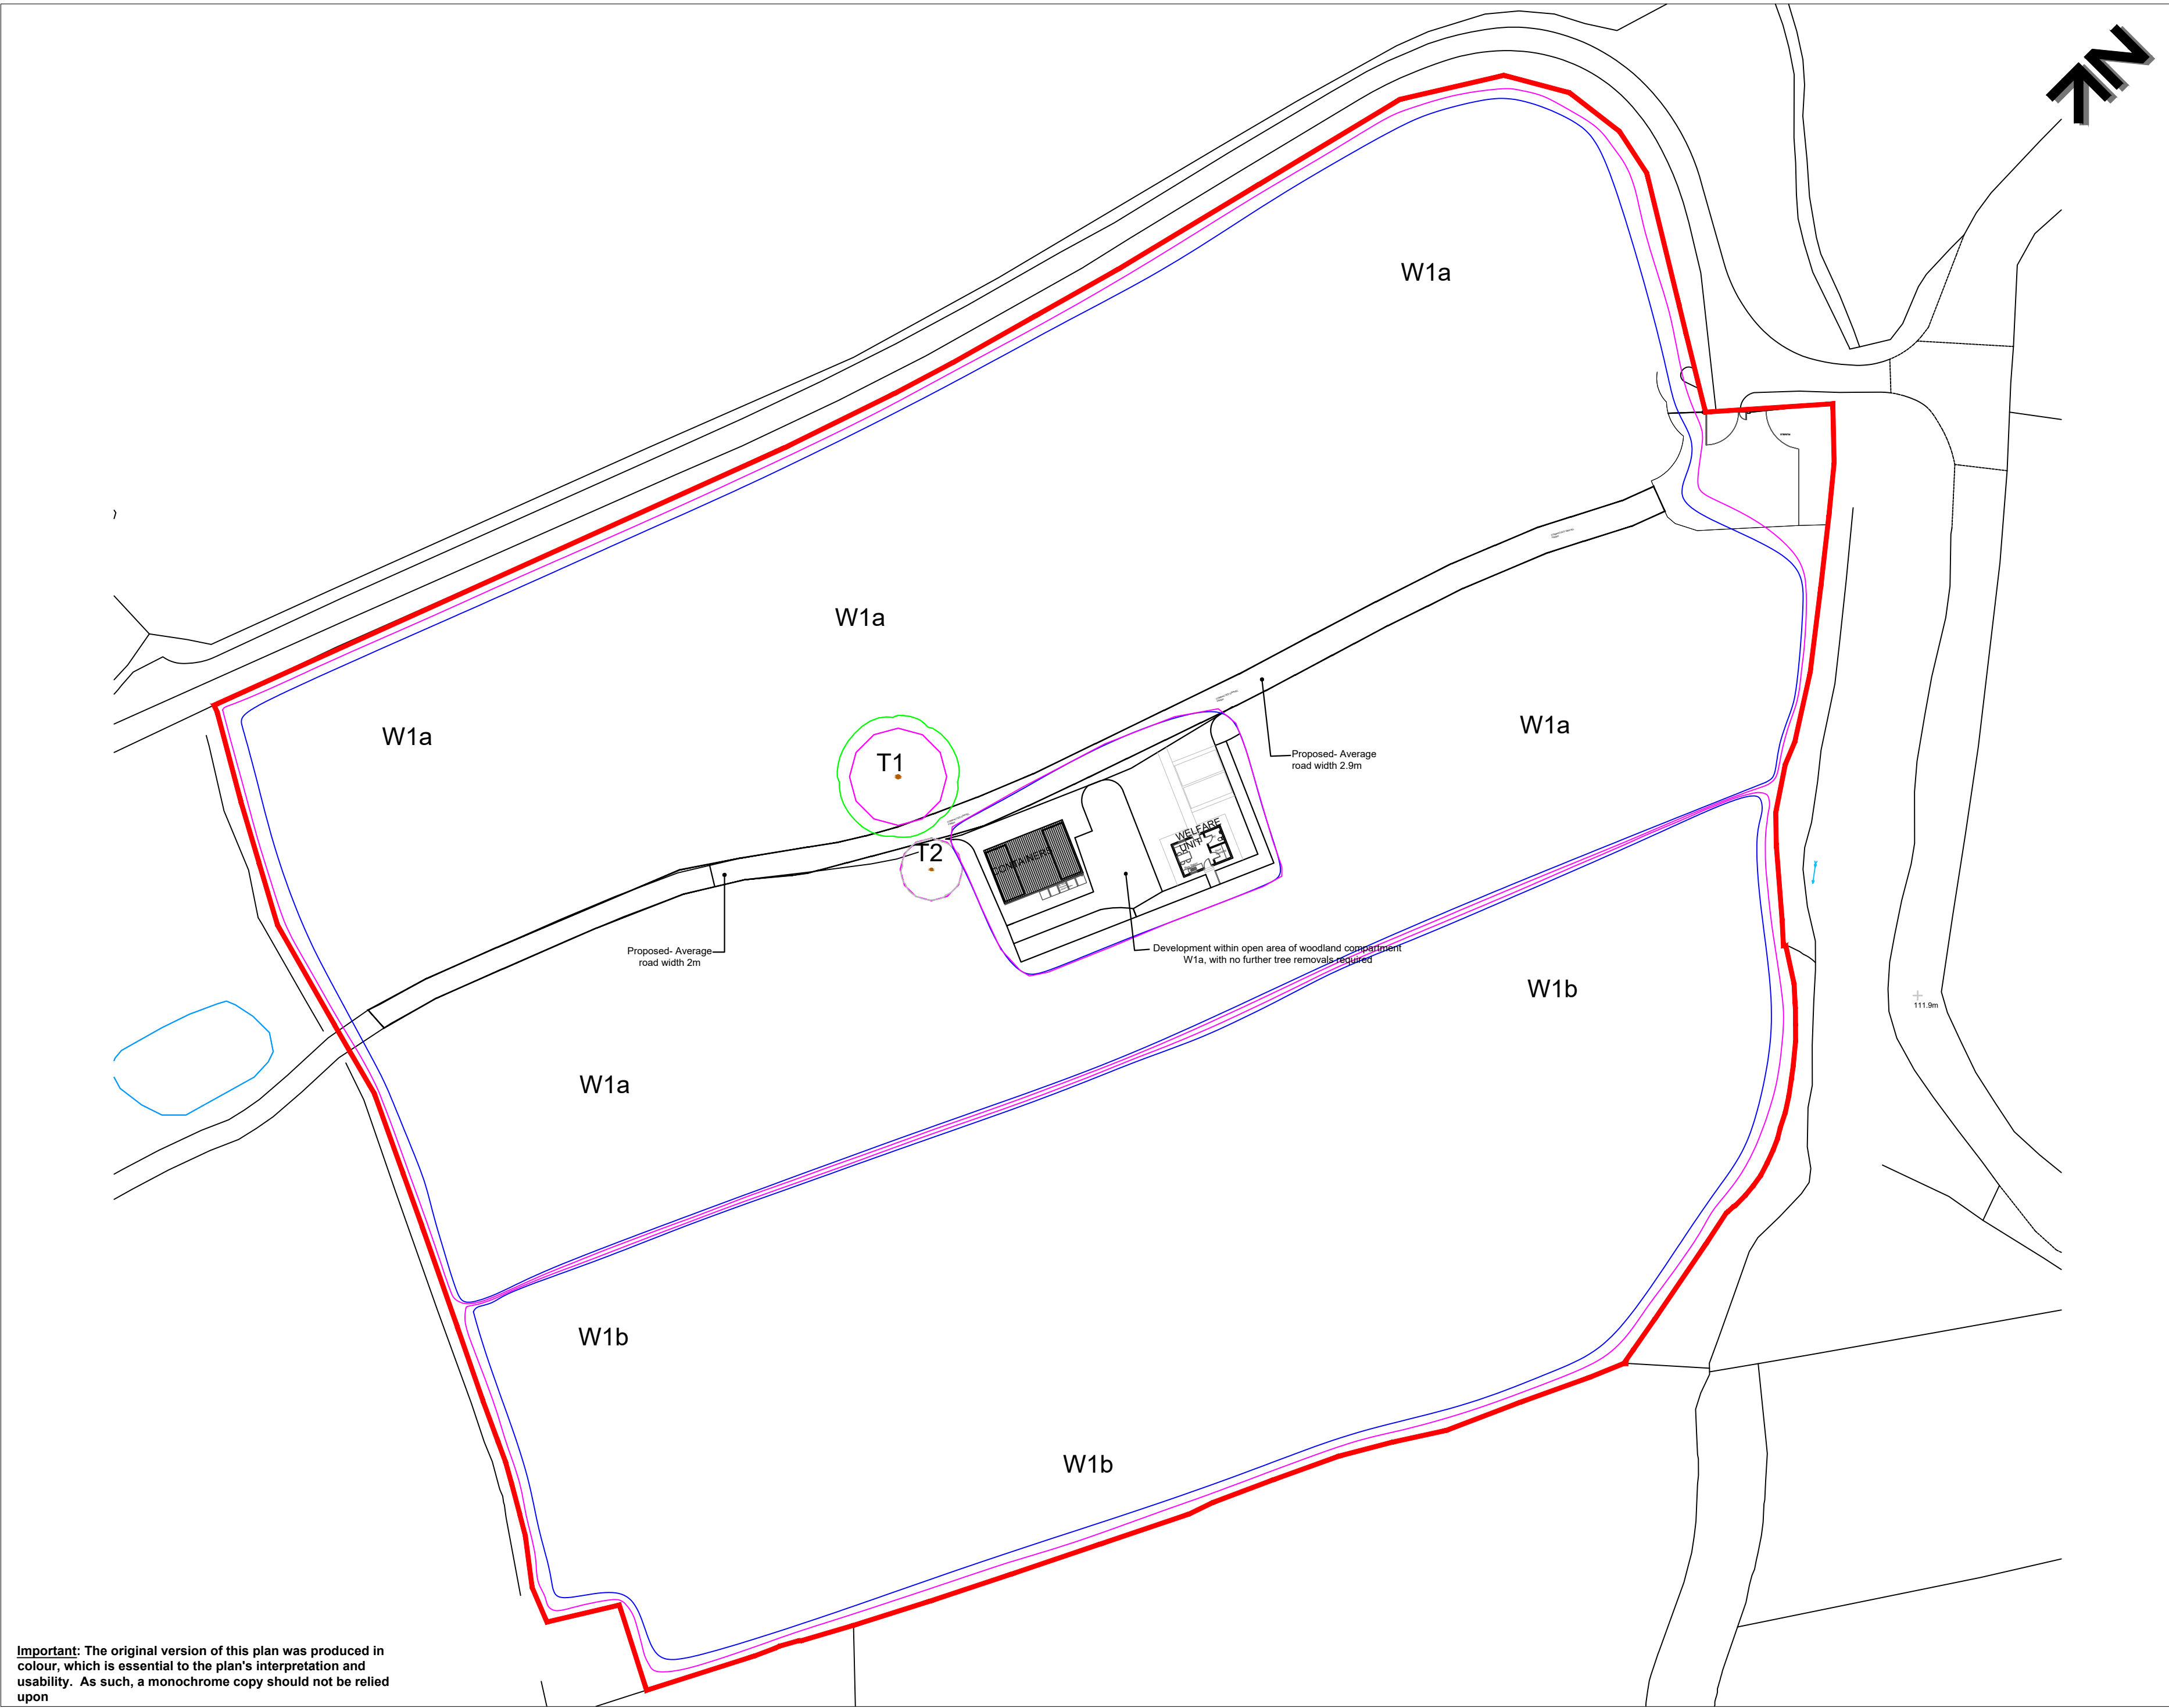 N
W1a
W1a
W1a
W1a
T1
Proposed- Average
road width 2.9m
WELFARE
UNIT
CONTAINERS
T2
Proposed- Average
road width 2m
Development within open area of woodland compartment
W1a, with no further tree removals required
W1b
111.9m
W1a
W1b
W1b
Important: The original version of this plan was produced in
colour, which is essential to the plan's interpretation and
usability. As such, a monochrome copy should not be relied
upon